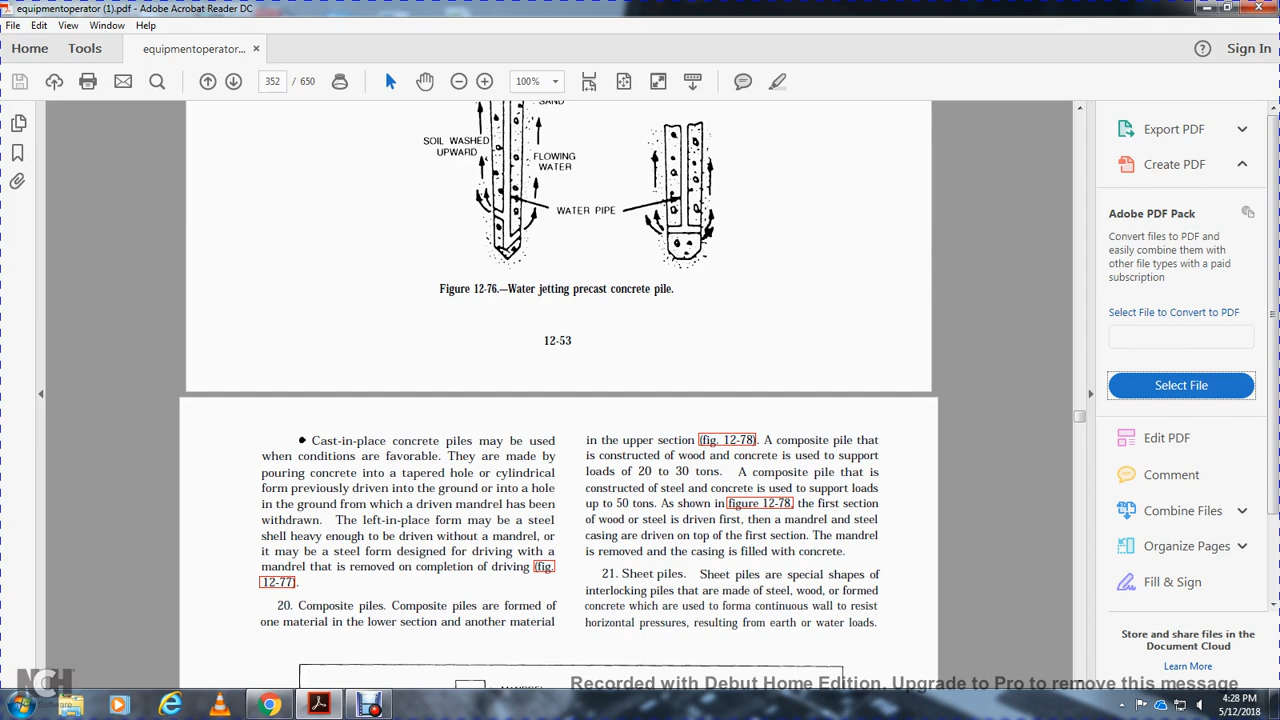 equipmentoperator (1).pdf - Adobe Acrobat Reader DC
File Edit View Window Help
Home Tools equipmentoperator... × Sign In
352 / 650 100%
SAND
SOIL WASHED
UPWARD
FLOWING
WATER
WATER PIPE
Figure 12-76.—Water jetting precast concrete pile.
12-53
● Cast-in-place concrete piles may be used
when conditions are favorable. They are made by
pouring concrete into a tapered hole or cylindrical
form previously driven into the ground or into a hole
in the ground from which a driven mandrel has been
withdrawn. The left-in-place form may be a steel
shell heavy enough to be driven without a mandrel, or
it may be a steel form designed for driving with a
mandrel that is removed on completion of driving (fig.
12-77).
20. Composite piles. Composite piles are formed of
one material in the lower section and another material
in the upper section (fig. 12-78). A composite pile that
is constructed of wood and concrete is used to support
loads of 20 to 30 tons. A composite pile that is
constructed of steel and concrete is used to support loads
up to 50 tons. As shown in figure 12-78, the first section
of wood or steel is driven first, then a mandrel and steel
casing are driven on top of the first section. The mandrel
is removed and the casing is filled with concrete.
21. Sheet piles. Sheet piles are special shapes of
interlocking piles that are made of steel, wood, or formed
concrete which are used to forma continuous wall to resist
horizontal pressures, resulting from earth or water loads.
Export PDF
Create PDF
Adobe PDF Pack
Convert files to PDF and
easily combine them with
other file types with a paid
subscription
Select File to Convert to PDF
Select File
Edit PDF
Comment
Combine Files
Organize Pages
Fill & Sign
Store and share files in the
Document Cloud
Learn More
NCH
Software
Recorded with Debut Home Edition. Upgrade to Pro to remove this message
4:28 PM
5/12/2018